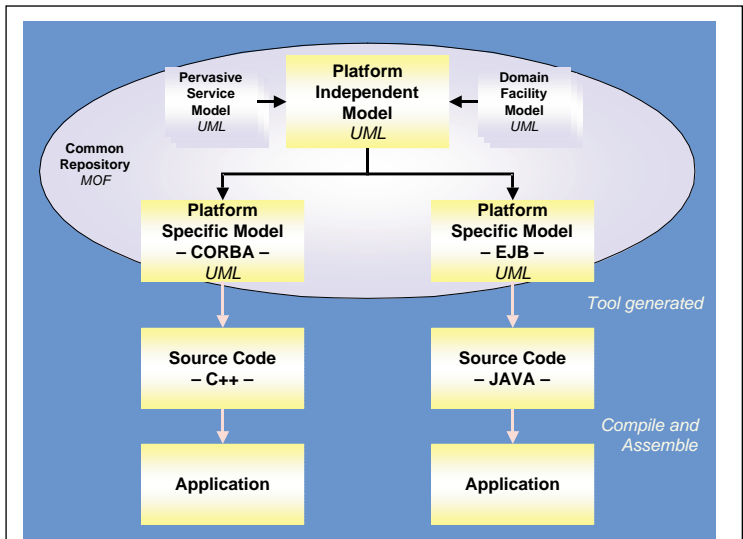 Pervasive
Service
Model
UML
Platform
Independent
Model
UML
Domain
Facility
Model
UML
Common
Repository
MOF
Platform
Specific Model
– CORBA –
UML
Platform
Specific Model
– EJB –
UML
Tool generated
Source Code
– C++ –
Source Code
– JAVA –
Compile and
Assemble
Application
Application